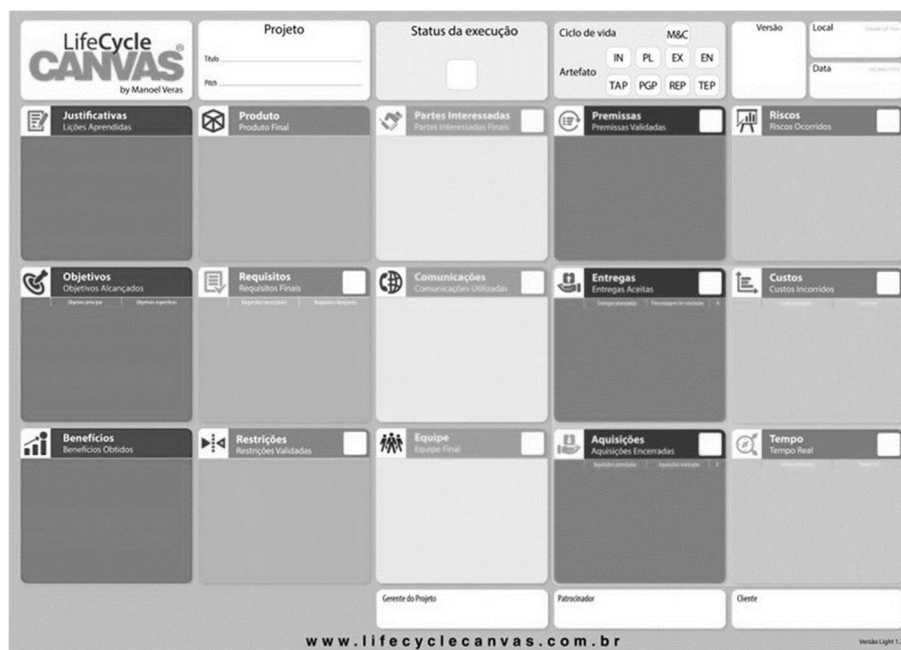 LifeCycle
CANVAS®
by Manoel Veras
Projeto
Título
Pitch
Status da execução
Ciclo de vida
M&C
IN PL EX EN
Artefato
TAP PGP REP TEP
Versão
Local
Data
Justificativas
Lições Aprendidas
Produto
Produto Final
Partes Interessadas
Partes Interessadas Finais
Premissas
Premissas Validadas
Riscos
Riscos Ocorridos
Objetivos
Objetivos Alcançados
Objetivo principal Objetivos específicos
Requisitos
Requisitos Finais
Comunicações
Comunicações Utilizadas
Entregas
Entregas Aceitas
Custos
Custos Incorridos
Benefícios
Benefícios Obtidos
Restrições
Restrições Validadas
Equipe
Equipe Final
Aquisições
Aquisições Encerradas
Tempo
Tempo Real
Gerente do Projeto
Patrocinador
Cliente
www.lifecyclecanvas.com.br